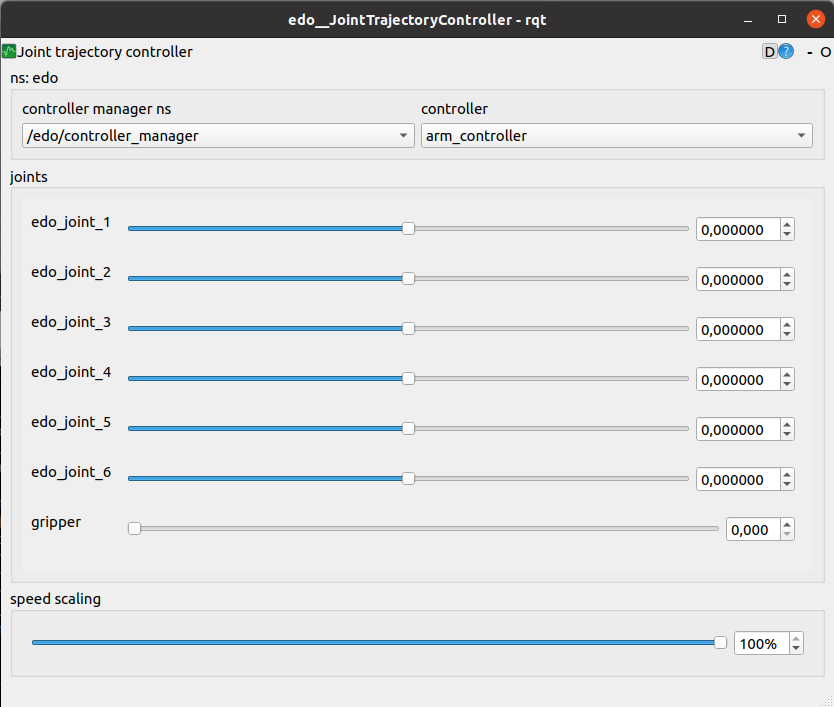 edo__JointTrajectoryController - rqt
Joint trajectory controller
D ? - O
ns: edo
controller manager ns controller
/edo/controller_manager arm_controller
joints
edo_joint_1 0,000000
edo_joint_2 0,000000
edo_joint_3 0,000000
edo_joint_4 0,000000
edo_joint_5 0,000000
edo_joint_6 0,000000
gripper 0,000
speed scaling
100%